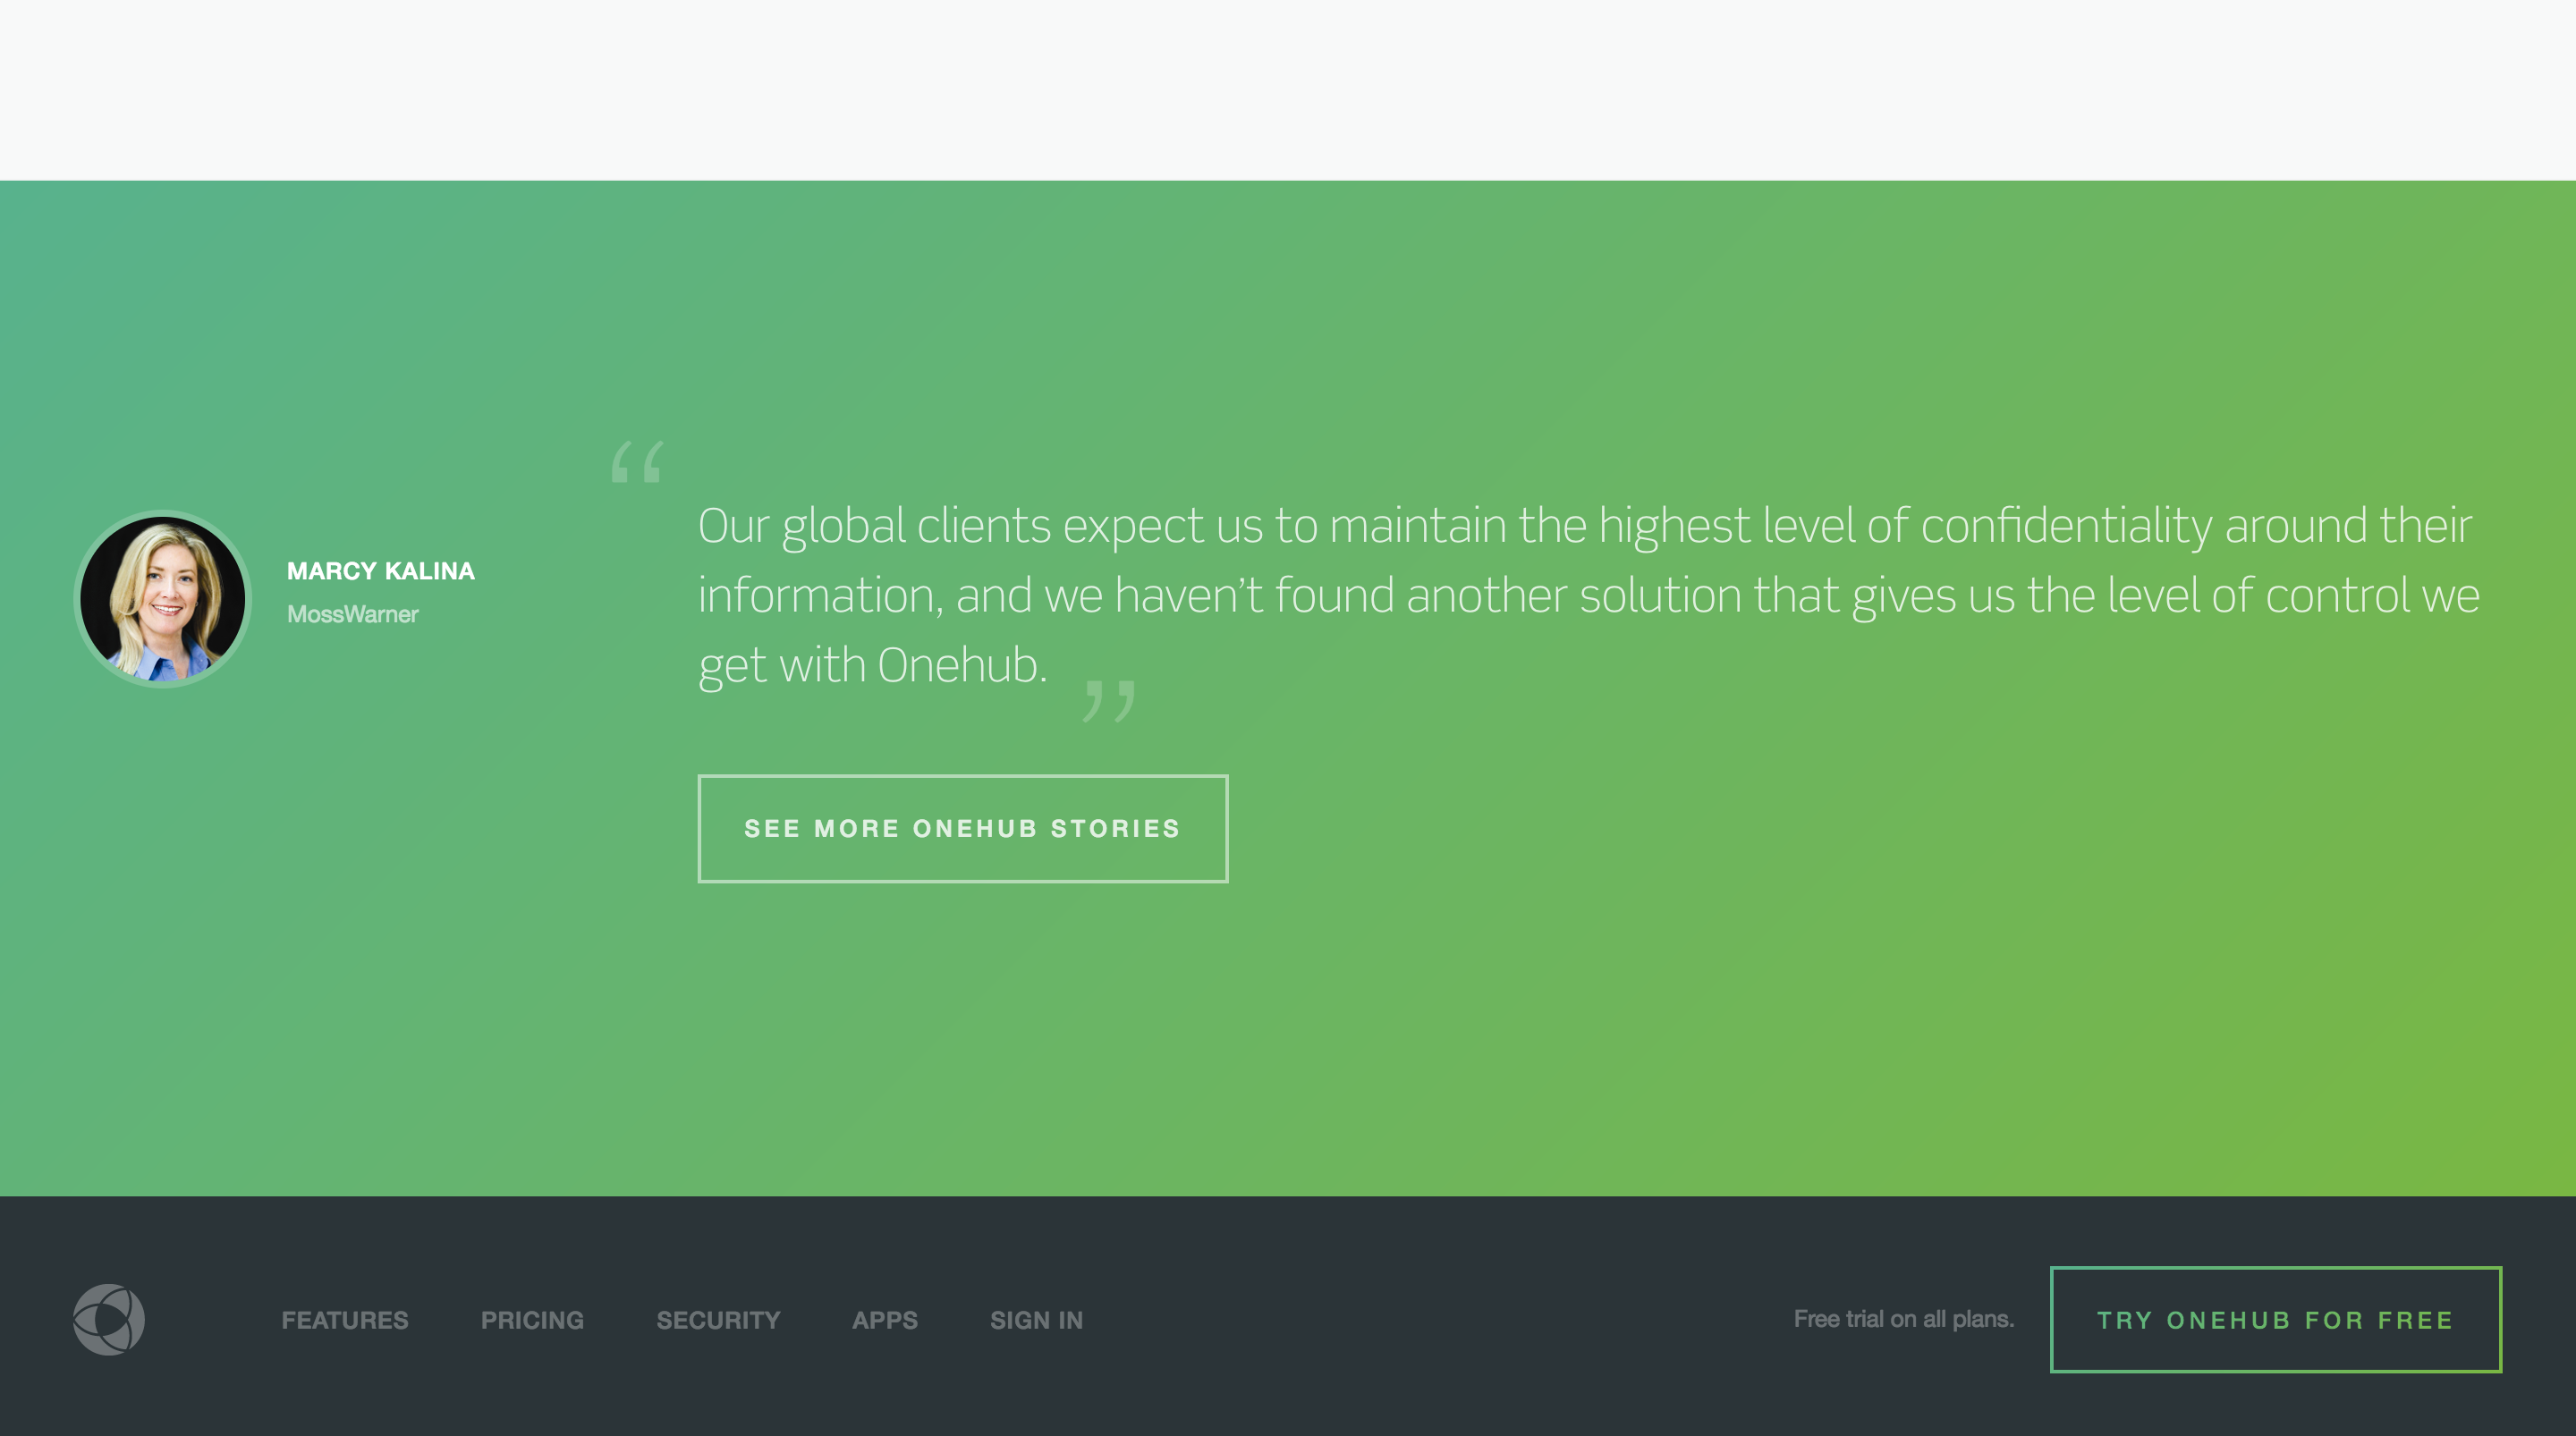 “
Our global clients expect us to maintain the highest level of confidentiality around their
information, and we haven’t found another solution that gives us the level of control we
get with Onehub.
”
MARCY KALINA
MossWarner
SEE MORE ONEHUB STORIES
FEATURES PRICING SECURITY APPS SIGN IN
Free trial on all plans.
TRY ONEHUB FOR FREE